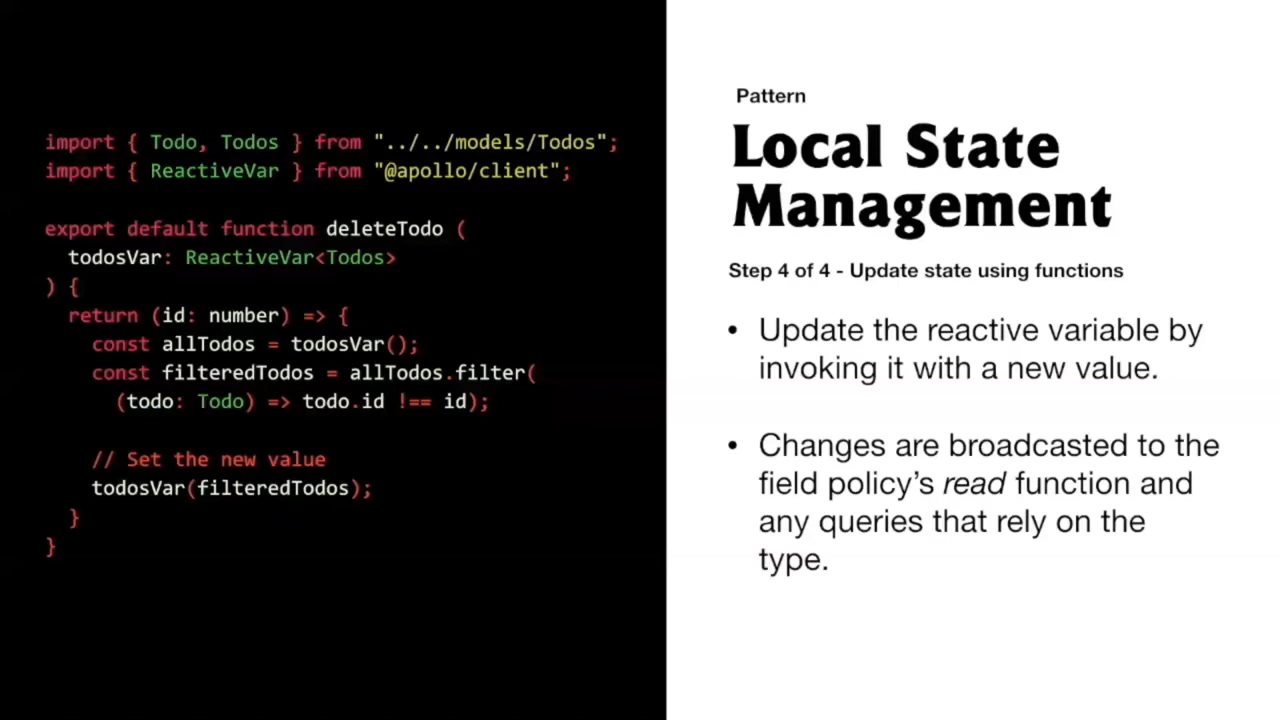 import { Todo, Todos } from "../../models/Todos";
import { ReactiveVar } from "@apollo/client";
export default function deleteTodo (
todosVar: ReactiveVar<Todos>
) {
return (id: number) => {
const allTodos = todosVar();
const filteredTodos = allTodos.filter(
(todo: Todo) => todo.id !== id);
// Set the new value
todosVar(filteredTodos);
}
}
Pattern
Local State
Management
Step 4 of 4 - Update state using functions
• Update the reactive variable by
invoking it with a new value.
• Changes are broadcasted to the
field policy’s read function and
any queries that rely on the
type.